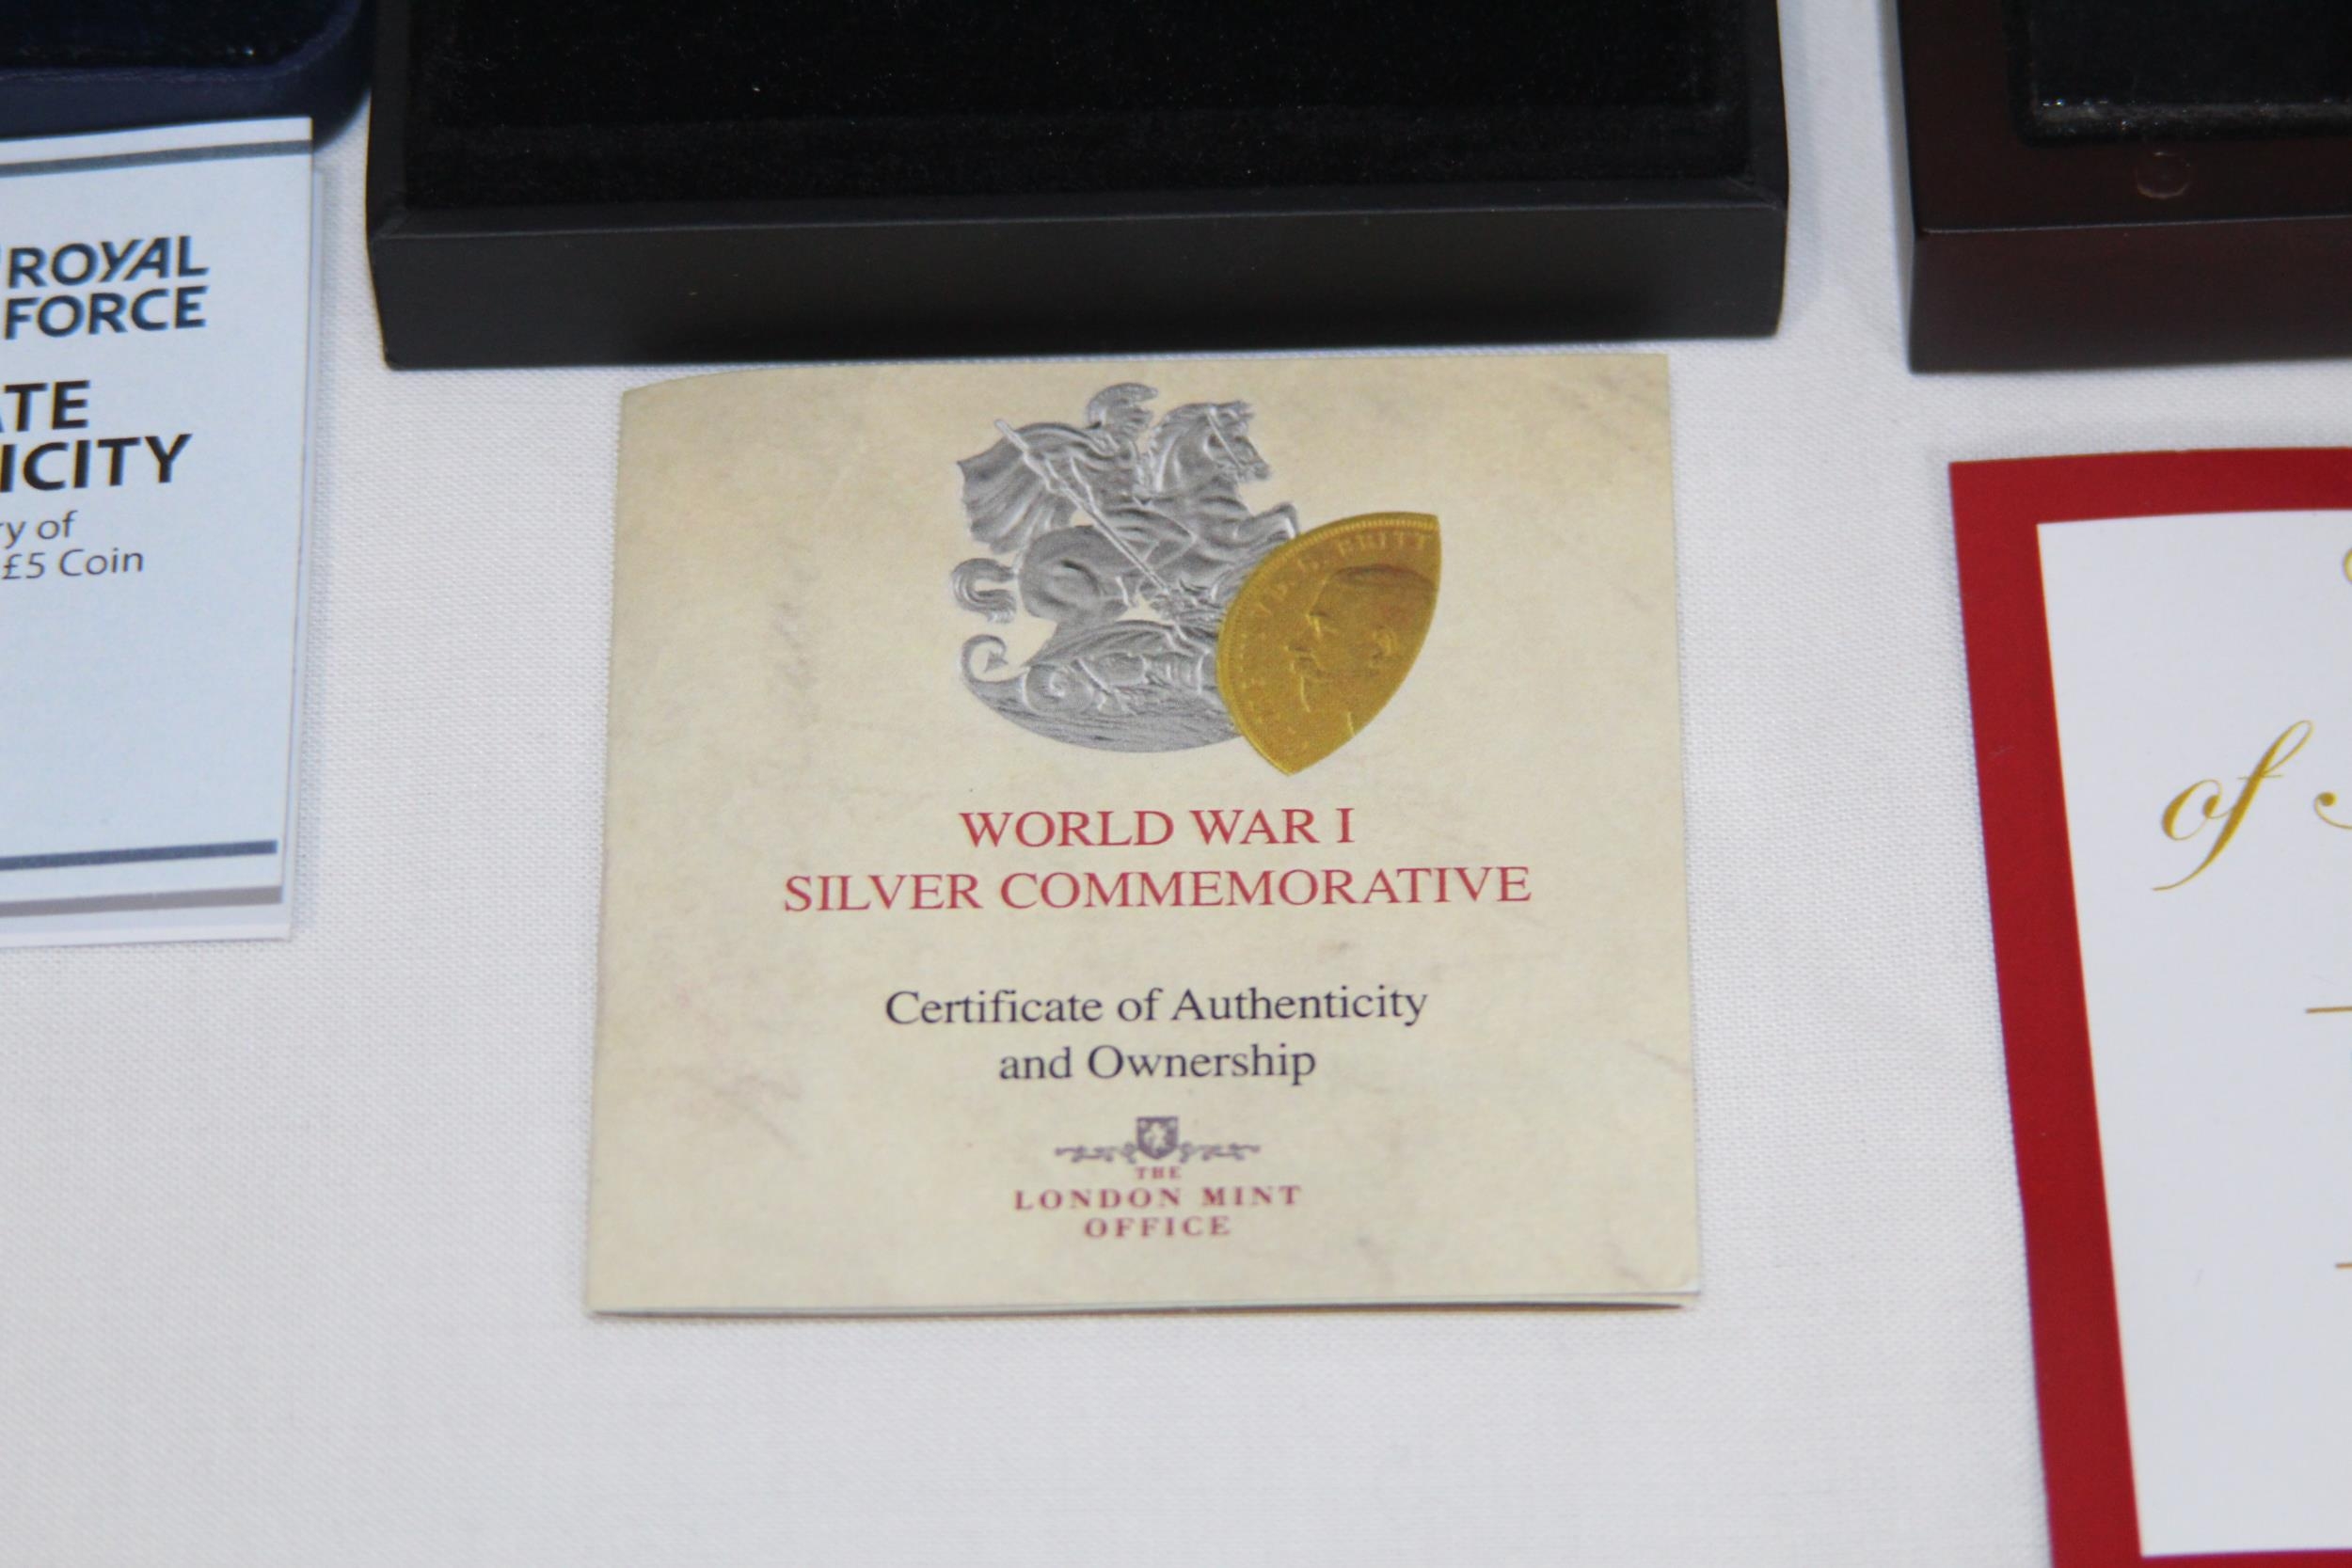 ROYAL
FORCE
ICITY
of
£5 Coin
BRITT
WORLD WAR I
SILVER COMMEMORATIVE
Certificate of Authenticity
and Ownership
THE
LONDON MINT
OFFICE
of